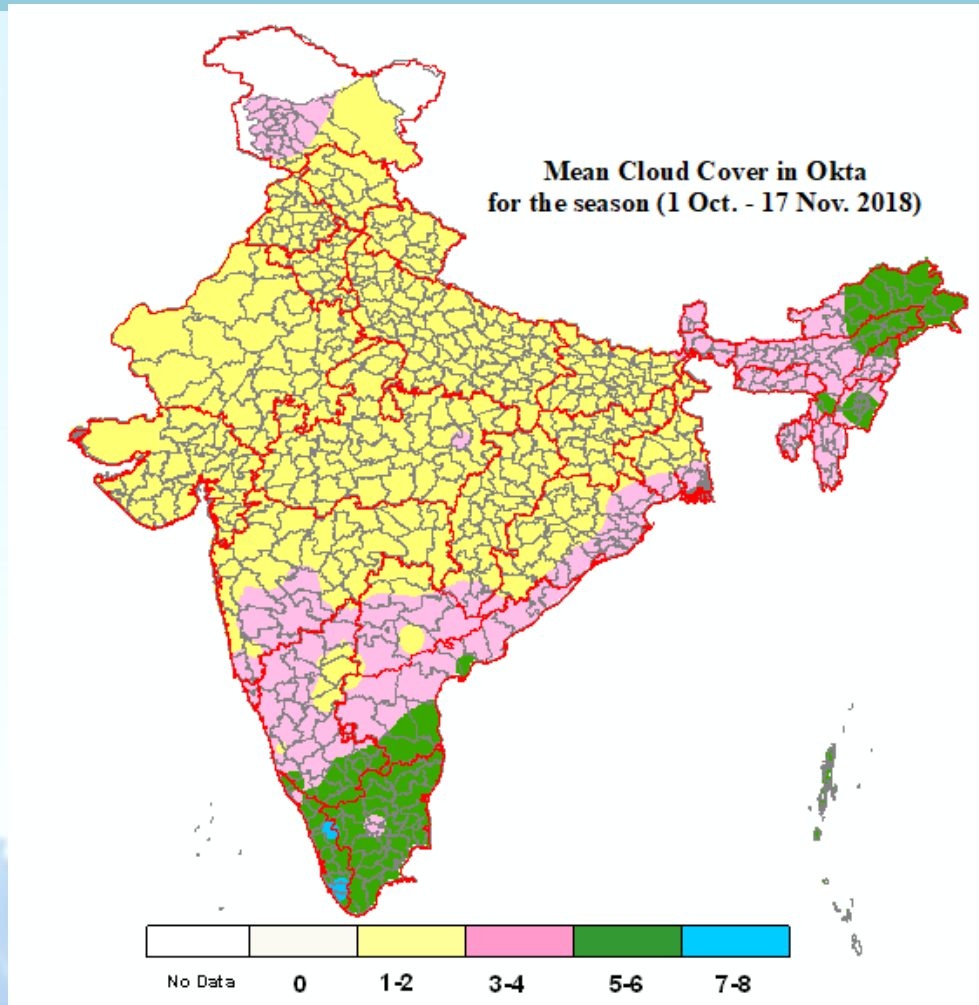 Mean Cloud Cover in Okta
for the season (1 Oct. - 17 Nov. 2018)
No Data 0 1-2 3-4 5-6 7-8